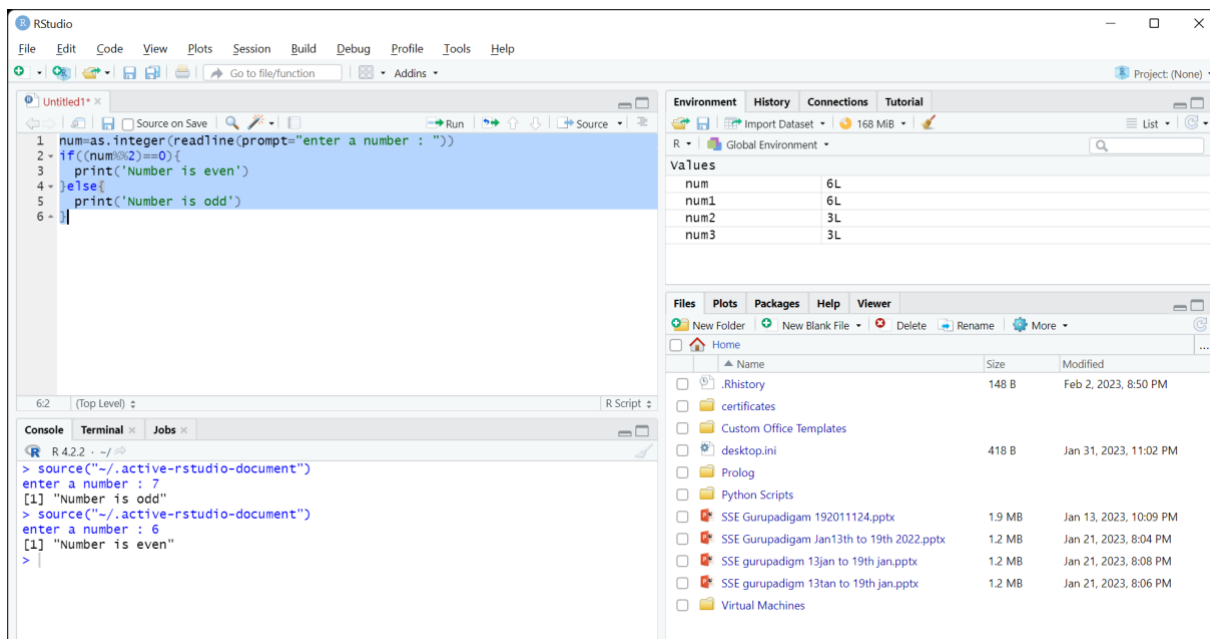 RStudio
File Edit Code View Plots Session Build Debug Profile Tools Help
Go to file/function Addins Project: (None)
Untitled1*
Source on Save Run Source
1 num=as.integer(readline(prompt="enter a number : "))
2 if((num%%2)==0){
3 print('Number is even')
4 }else{
5 print('Number is odd')
6 }
6:2 (Top Level) R Script
Console Terminal Jobs
R 4.2.2 · ~/
> source("~/.active-rstudio-document")
enter a number : 7
[1] "Number is odd"
> source("~/.active-rstudio-document")
enter a number : 6
[1] "Number is even"
>
Environment History Connections Tutorial
Import Dataset 168 MiB List
R Global Environment
Values
num 6L
num1 6L
num2 3L
num3 3L
Files Plots Packages Help Viewer
New Folder New Blank File Delete Rename More
Home ...
Name Size Modified
.Rhistory 148 B Feb 2, 2023, 8:50 PM
certificates
Custom Office Templates
desktop.ini 418 B Jan 31, 2023, 11:02 PM
Prolog
Python Scripts
SSE Gurupadigam 192011124.pptx 1.9 MB Jan 13, 2023, 10:09 PM
SSE Gurupadigam Jan13th to 19th 2022.pptx 1.2 MB Jan 21, 2023, 8:04 PM
SSE gurupadigm 13jan to 19th jan.pptx 1.2 MB Jan 21, 2023, 8:08 PM
SSE gurupadigm 13tan to 19th jan.pptx 1.2 MB Jan 21, 2023, 8:06 PM
Virtual Machines